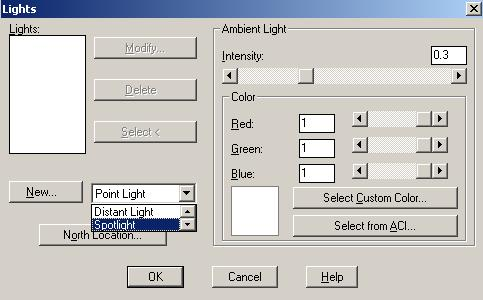 Lights
Lights:
Modify...
Delete
Select <
New...
Point Light
Distant Light
Spotlight
North Location...
Ambient Light
Intensity:
0.3
Color
Red:
1
Green:
1
Blue:
1
Select Custom Color...
Select from ACI...
OK
Cancel
Help